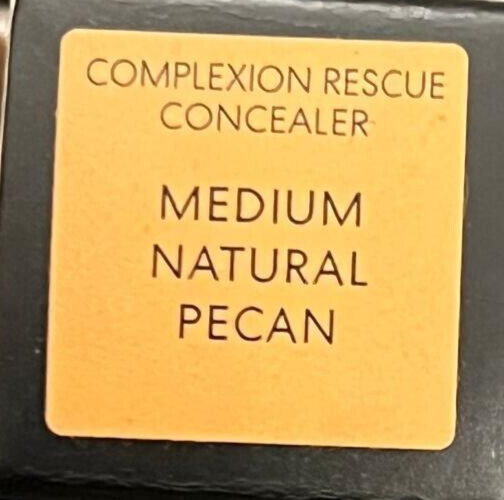 COMPLEXION RESCUE
CONCEALER
MEDIUM
NATURAL
PECAN